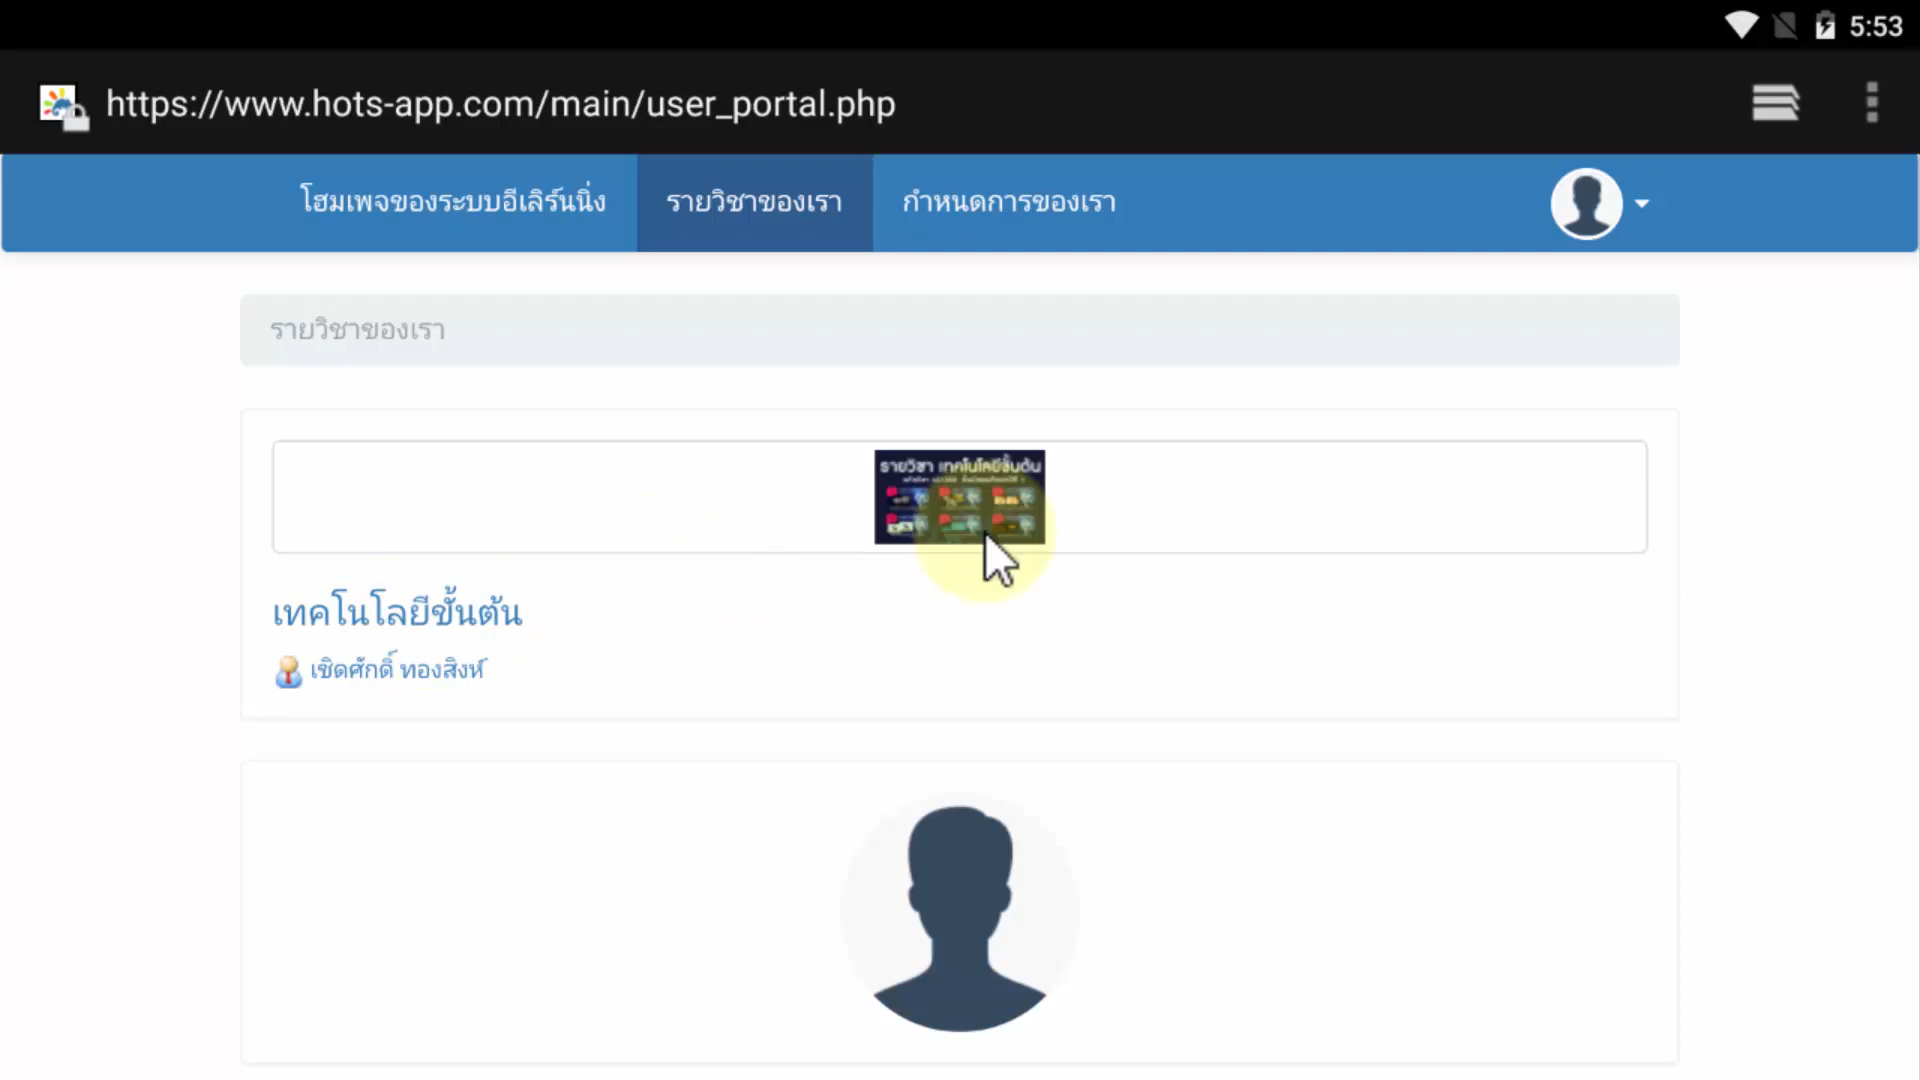 5:53
https://www.hots-app.com/main/user_portal.php
โฮมเพจของระบบอีเลิร์นนิ่ง
รายวิชาของเรา
กำหนดการของเรา
รายวิชาของเรา
รายวิชา เทคโนโลยีขั้นต้น
เทคโนโลยีขั้นต้น
เชิดศักดิ์ ทองสิงห์